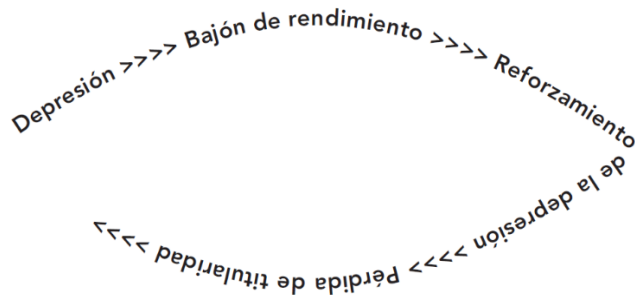 Depresión >>>> Bajón de rendimiento >>>> Reforzamiento
de la depresión >>>> Pérdida de titularidad >>>>